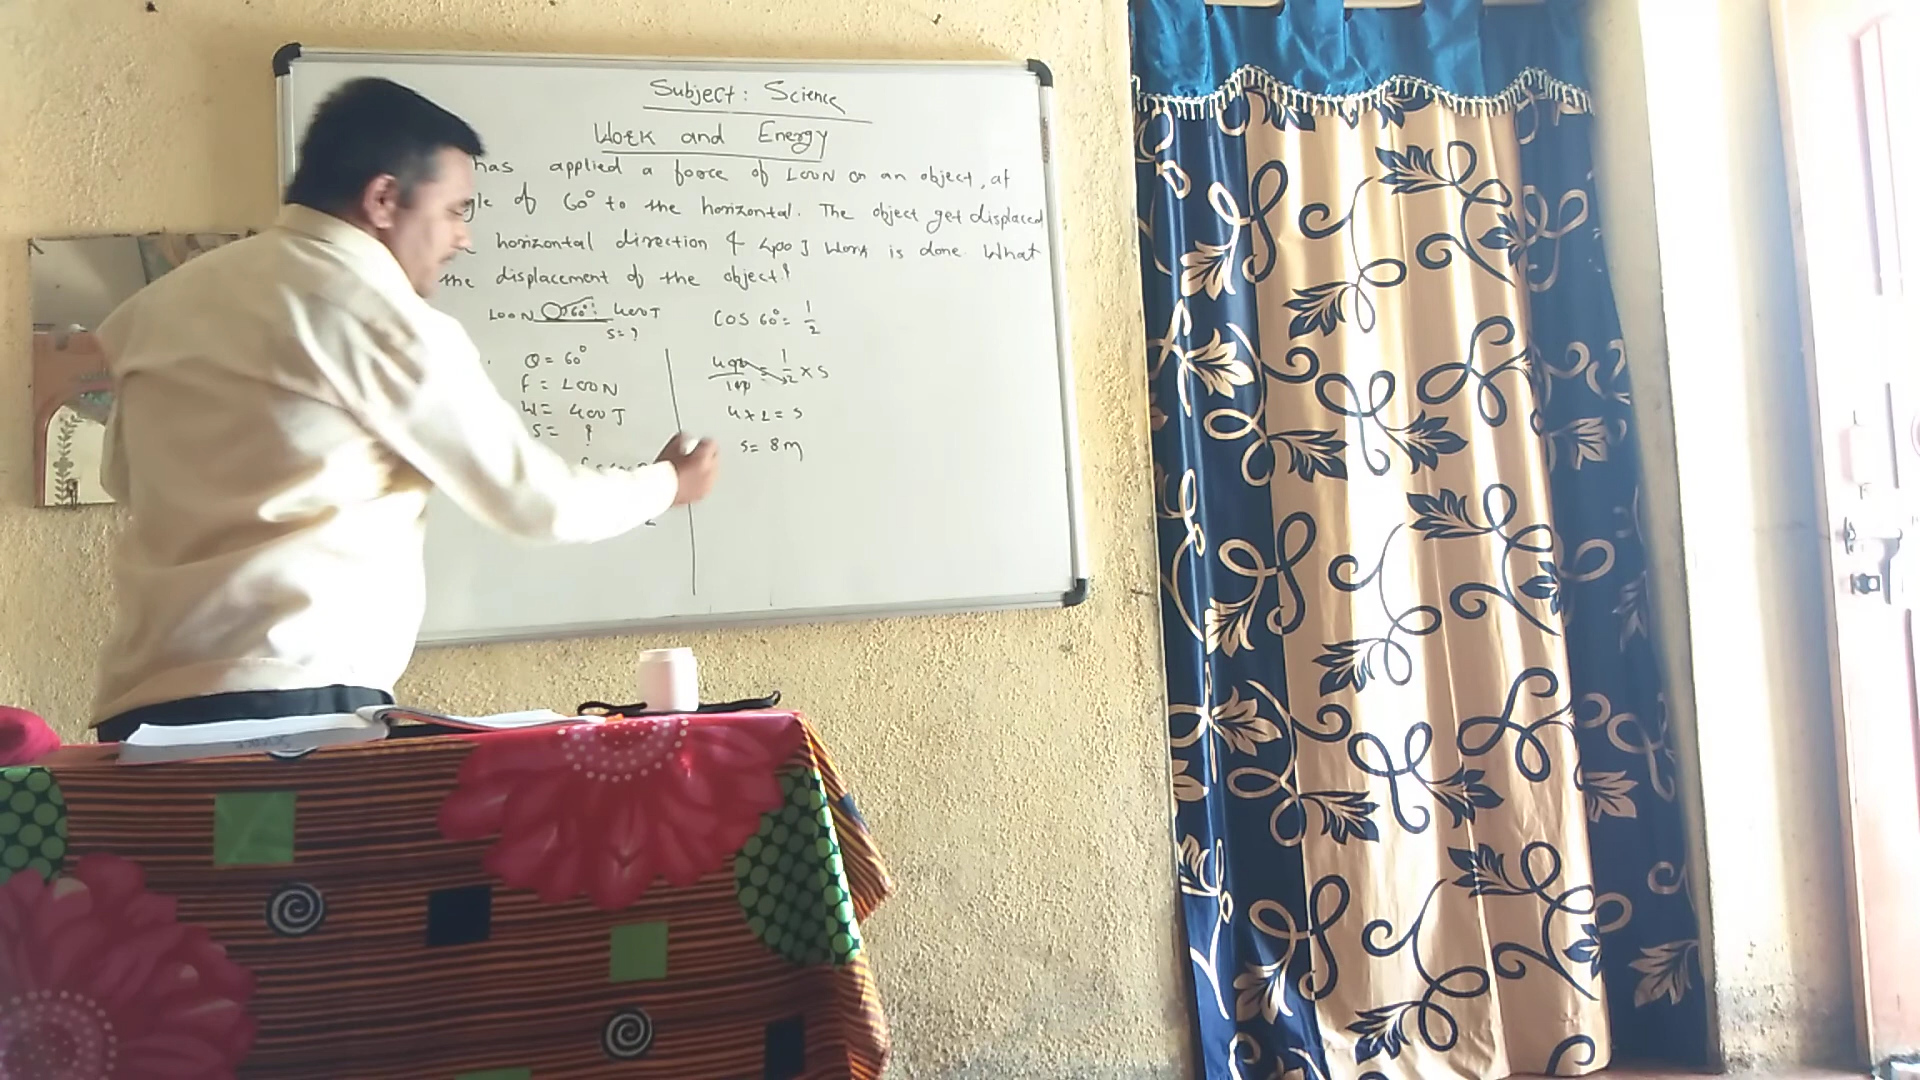 Subject: Science
Work and Energy
has applied a force of 100N on an object, at
gle of 60° to the horizontal. The object get displaced
horizontal direction & 400 J Work is done. What
the displacement of the object?
100N 60° 400J
s=?
θ = 60°
F = 100N
W = 400J
s = ?
COS 60° = 1/2
400/100 = 1/2 × s
4 × 2 = s
s = 8m